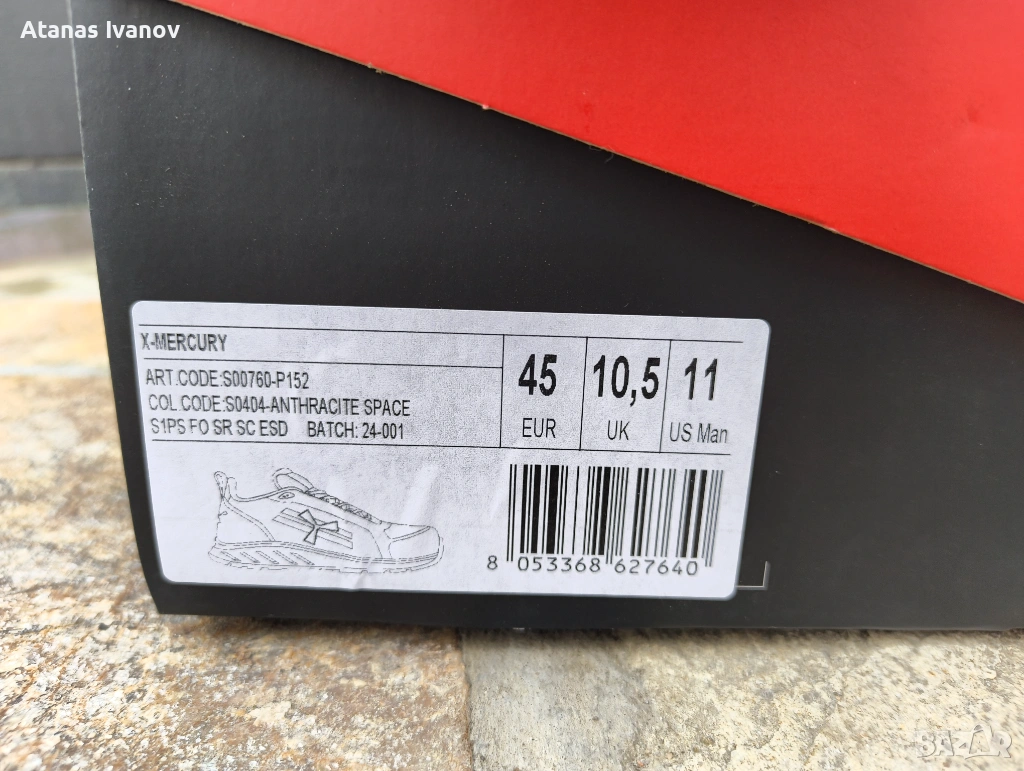 Atanas Ivanov
X-MERCURY
ART.CODE:S00760-P152
COL.CODE:S0404-ANTHRACITE SPACE
S1PS FO SR SC ESD BATCH: 24-001
45 10,5 11
EUR UK US Man
8 053368 627640
BAZAR